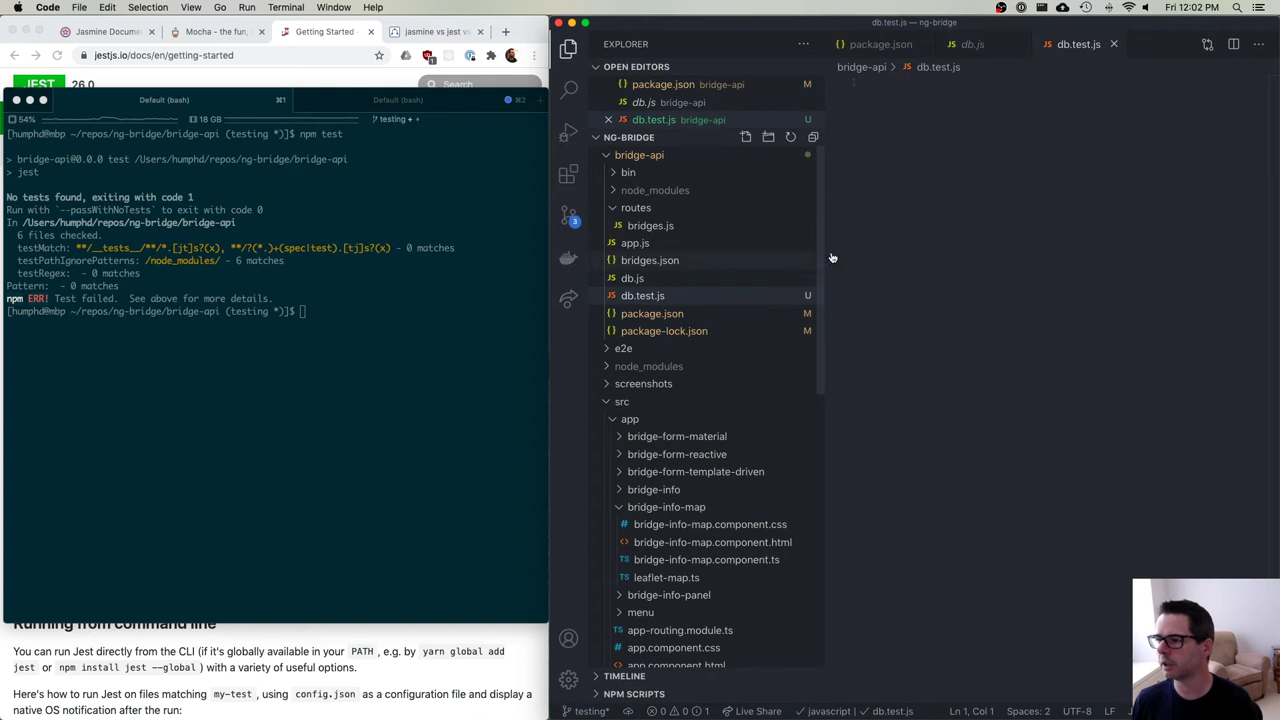 Code File Edit Selection View Go Run Terminal Window Help
Fri 12:02 PM
Jasmine Documen
Mocha - the fun,
Getting Started
jasmine vs jest v
jestjs.io/docs/en/getting-started
JEST 26.0
Search
Default (bash) ⌘1
Default (bash) ⌘2
54% 18 GB testing +
[humphd@mbp ~/repos/ng-bridge/bridge-api (testing *)]$ npm test
> bridge-api@0.0.0 test /Users/humphd/repos/ng-bridge/bridge-api
> jest
No tests found, exiting with code 1
Run with `--passWithNoTests` to exit with code 0
In /Users/humphd/repos/ng-bridge/bridge-api
6 files checked.
testMatch: **/__tests__/**/*.[jt]s?(x), **/?(*.)+(spec|test).[tj]s?(x) - 0 matches
testPathIgnorePatterns: /node_modules/ - 6 matches
testRegex:  - 0 matches
Pattern:  - 0 matches
npm ERR! Test failed.  See above for more details.
[humphd@mbp ~/repos/ng-bridge/bridge-api (testing *)]$
Running from command line
You can run Jest directly from the CLI (if it's globally available in your PATH, e.g. by yarn global add
jest or npm install jest --global) with a variety of useful options.
Here's how to run Jest on files matching my-test, using config.json as a configuration file and display a
native OS notification after the run:
db.test.js — ng-bridge
EXPLORER
OPEN EDITORS
package.json bridge-api M
db.js bridge-api
db.test.js bridge-api U
NG-BRIDGE
bridge-api
bin
node_modules
routes
bridges.js
app.js
bridges.json
db.js
db.test.js U
package.json M
package-lock.json M
e2e
node_modules
screenshots
src
app
bridge-form-material
bridge-form-reactive
bridge-form-template-driven
bridge-info
bridge-info-map
bridge-info-map.component.css
bridge-info-map.component.html
bridge-info-map.component.ts
leaflet-map.ts
bridge-info-panel
menu
app-routing.module.ts
app.component.css
app.component.html
TIMELINE
NPM SCRIPTS
3
package.json
db.js
db.test.js
bridge-api > db.test.js
1
testing* 0 0 1 Live Share javascript | db.test.js Ln 1, Col 1 Spaces: 2 UTF-8 LF